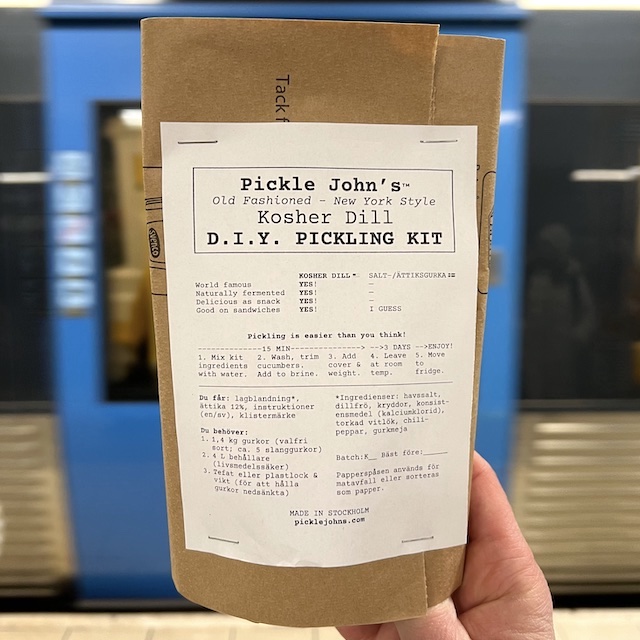 Tack f
Pickle John's™
Old Fashioned - New York Style
Kosher Dill
D.I.Y. PICKLING KIT
KOSHER DILL SALT-/ÄTTIKSGURKA
World famous YES! —
Naturally fermented YES! —
Delicious as snack YES! —
Good on sandwiches YES! I GUESS
Pickling is easier than you think!
-------------15 MIN---------------> -->3 DAYS -->ENJOY!
1. Mix kit 2. Wash, trim 3. Add 4. Leave 5. Move
ingredients cucumbers. cover & at room to
with water. Add to brine. weight. temp. fridge.
Du får: lagblandning*,
ättika 12%, instruktioner
(en/sv), klistermärke
Du behöver:
1. 1,4 kg gurkor (valfri
sort; ca. 5 slanggurkor)
2. 4 L behållare
(livsmedelssäker)
3. Tefat eller plastlock &
vikt (för att hålla
gurkor nedsänkta)
*Ingredienser: havssalt,
dillfrö, kryddor, konsist-
ensmedel (kalciumklorid),
torkad vitlök, chili-
peppar, gurkmeja
Batch:K__ Bäst före:_____
Papperspåsen används för
matavfall eller sorteras
som papper.
MADE IN STOCKHOLM
picklejohns.com